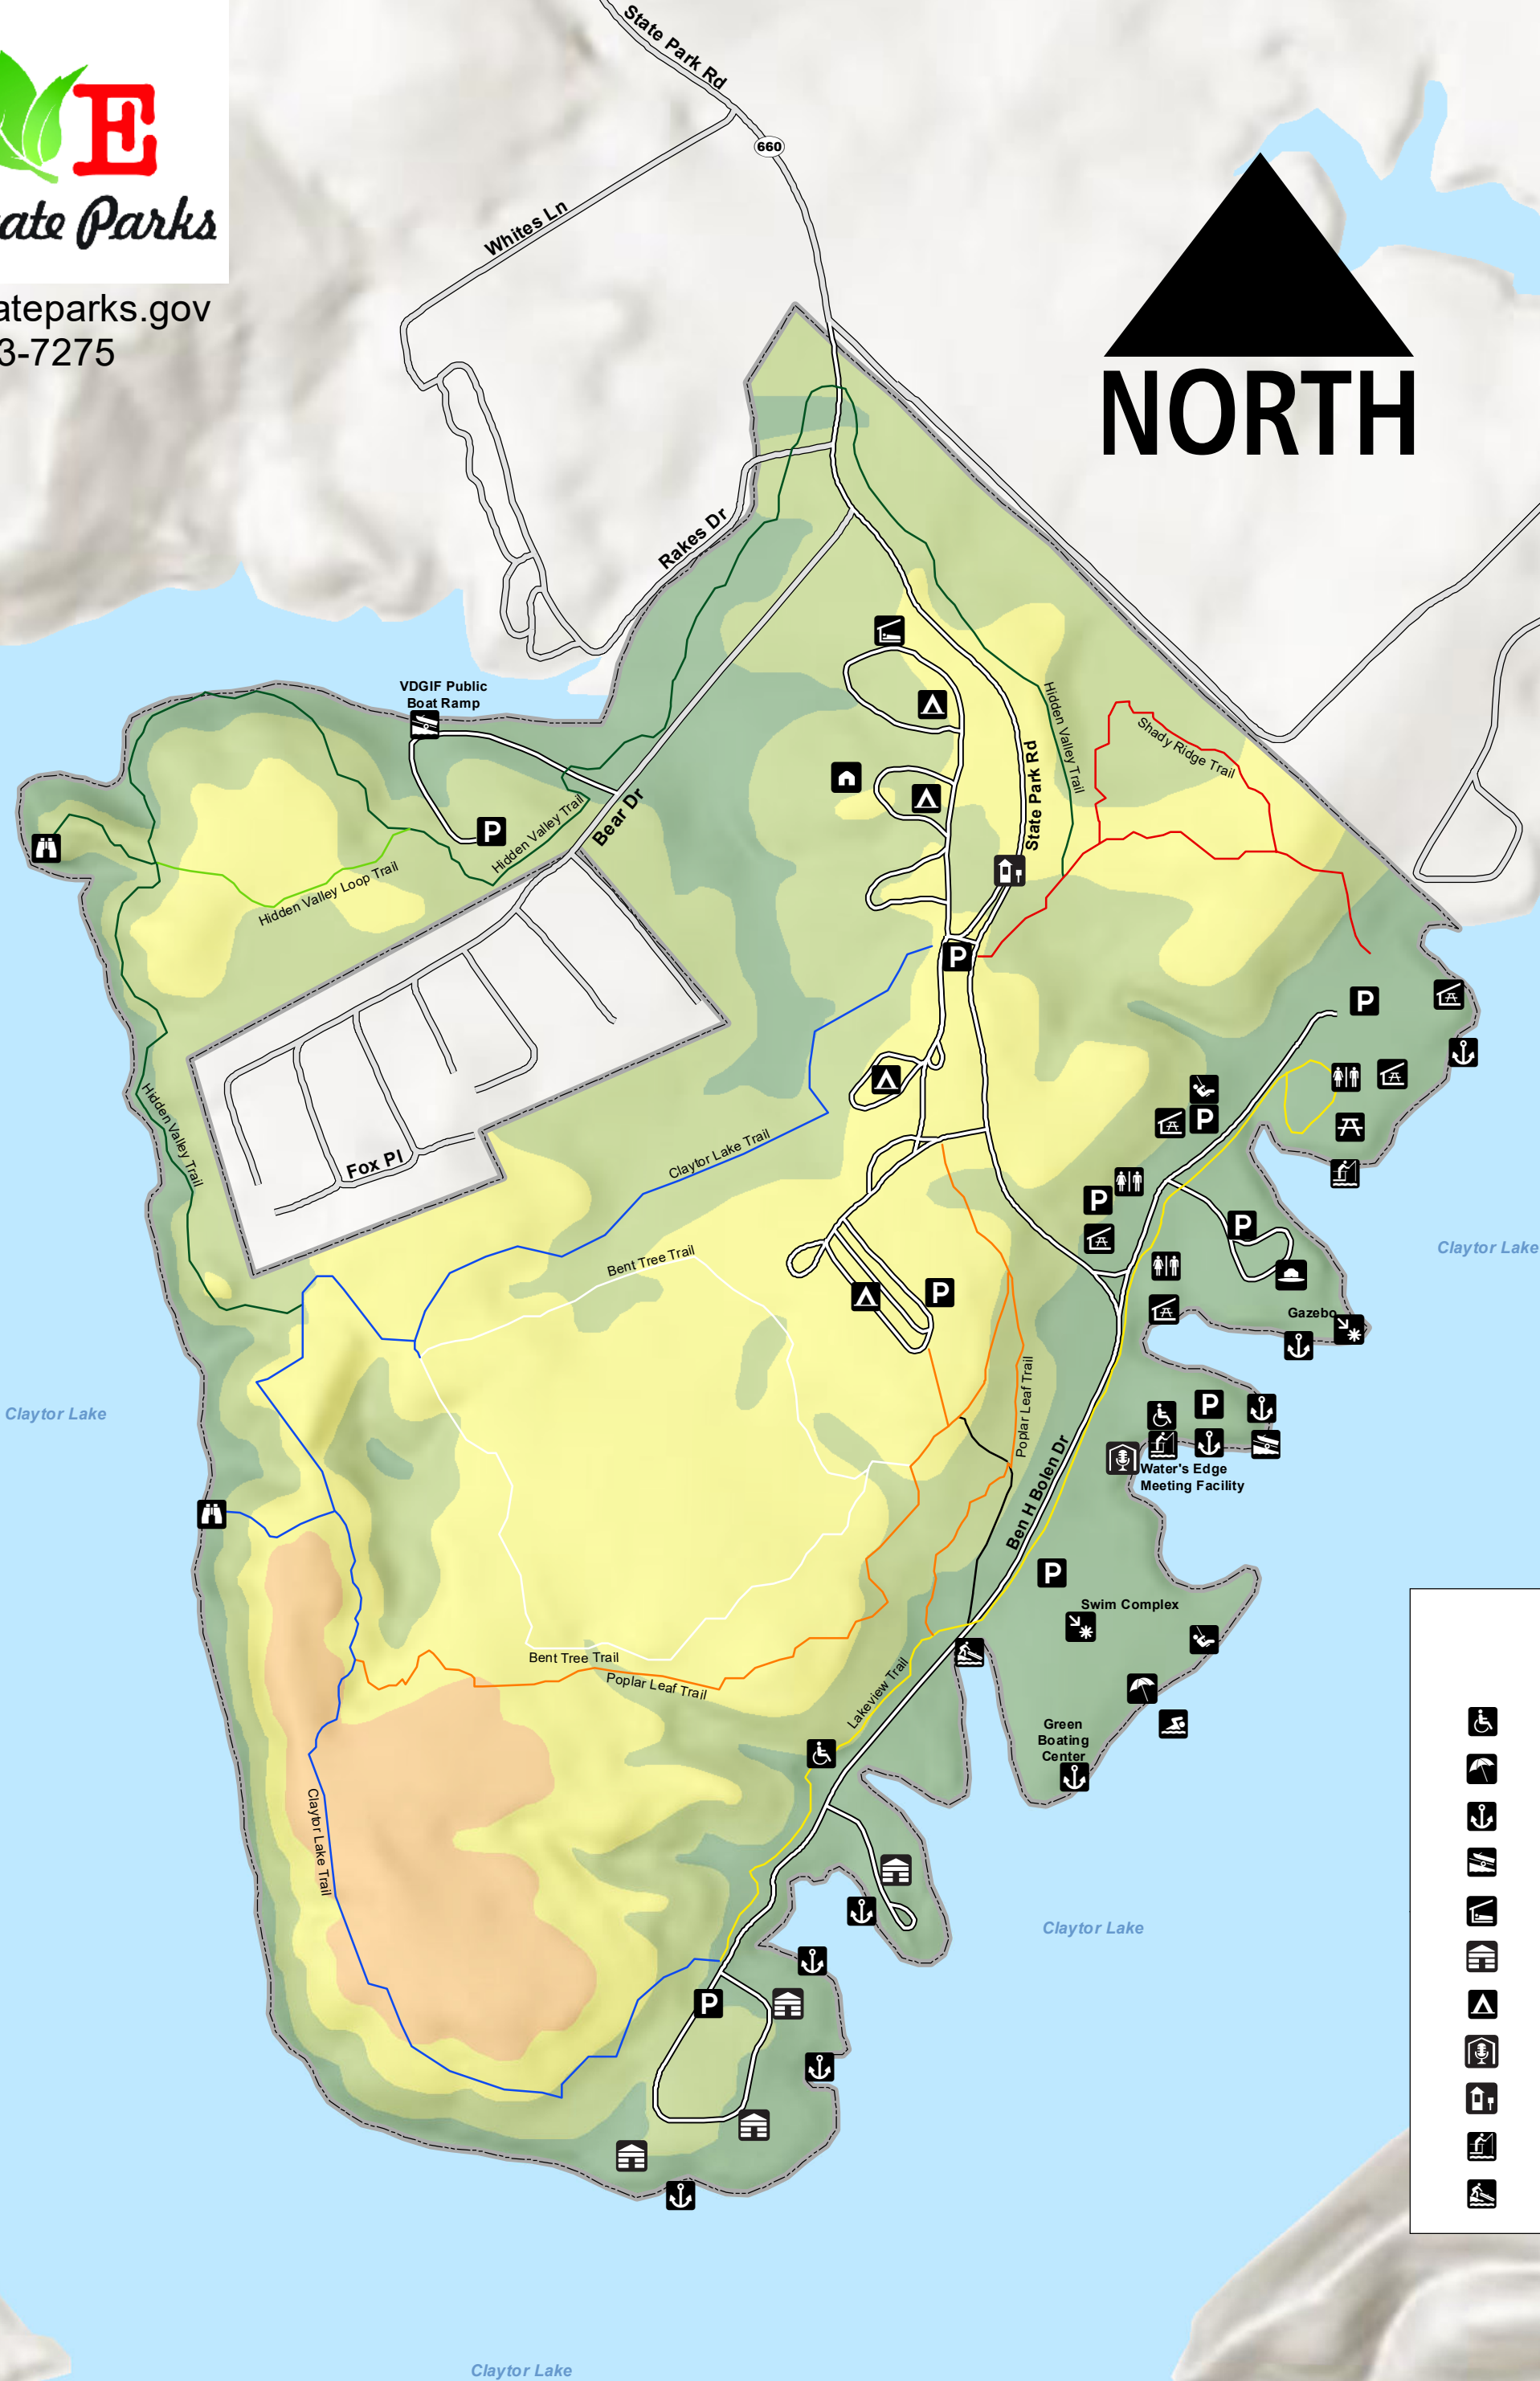 E
ate Parks
ateparks.gov
3-7275
State Park Rd
660
Whites Ln
NORTH
Rakes Dr
VDGIF Public
Boat Ramp
P
Hidden Valley Trail
Bear Dr
Hidden Valley Loop Trail
Hidden Valley Trail
Shady Ridge Trail
State Park Rd
P
P
Hidden Valley Trail
Fox Pl
Claytor Lake Trail
P
P
P
Claytor Lake
Bent Tree Trail
P
Gazebo
Claytor Lake
Poplar Leaf Trail
P
Water's Edge
Meeting Facility
Ben H Bolen Dr
P
Swim Complex
Bent Tree Trail
Poplar Leaf Trail
Lakeview Trail
Green
Boating
Center
Claytor Lake Trail
Claytor Lake
P
Claytor Lake